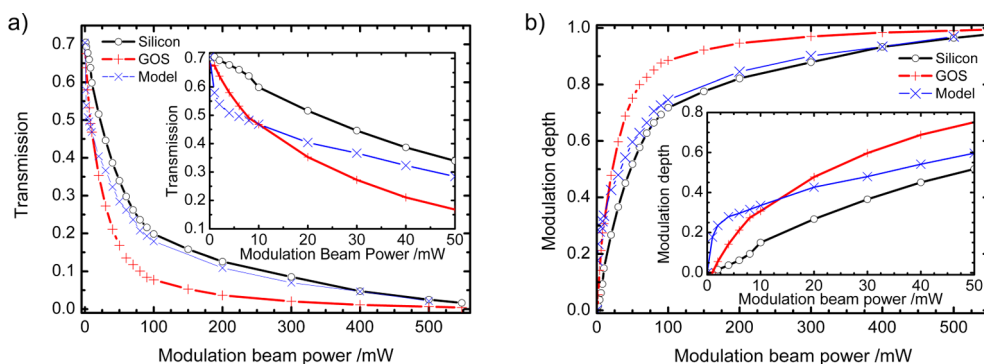 a)
0.7
0.6
0.5
0.4
0.3
0.2
0.1
0.0
Transmission
0 100 200 300 400 500
Modulation beam power /mW
Silicon
GOS
Model
0.7
0.6
0.5
0.4
0.3
0.2
0.1
Transmission
0 10 20 30 40 50
Modulation Beam Power /mW
b)
1.0
0.8
0.6
0.4
0.2
0.0
Modulation depth
0 100 200 300 400 500
Modulation beam power /mW
Silicon
GOS
Model
0.8
0.6
0.4
0.2
0.0
Modulation depth
0 10 20 30 40 50
Modulation beam power /mW